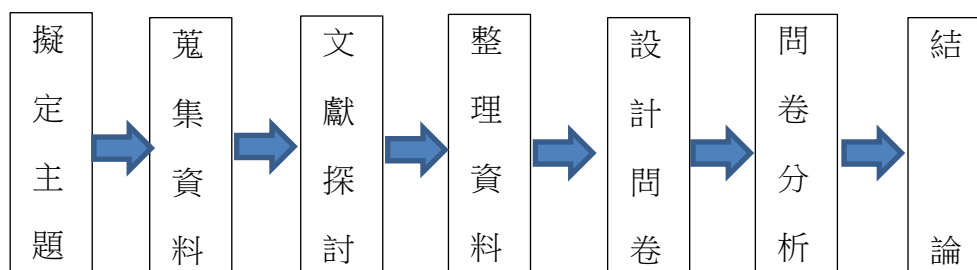 擬定主題
蒐集資料
文獻探討
整理資料
設計問卷
問卷分析
結論